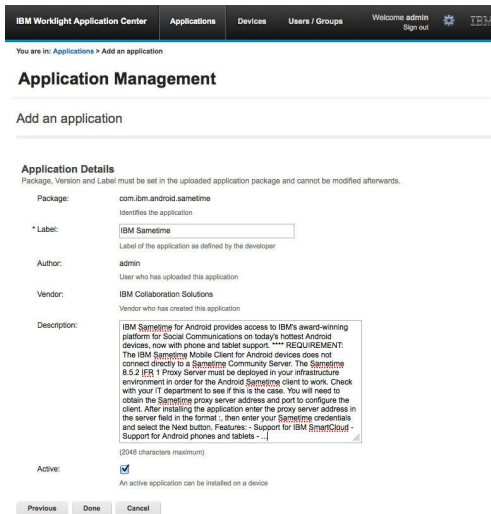 IBM Worklight Application Center
Applications
Devices
Users / Groups
Welcome admin
Sign out
IBM
You are in: Applications > Add an application
Application Management
Add an application
Application Details
Package, Version and Label must be set in the uploaded application package and cannot be modified afterwards.
Package: com.ibm.android.sametime
Identifies the application
* Label: IBM Sametime
Label of the application as defined by the developer
Author: admin
User who has uploaded this application
Vendor: IBM Collaboration Solutions
Vendor who has created this application
Description: IBM Sametime for Android provides access to IBM's award-winning
platform for Social Communications on today's hottest Android
devices, now with phone and tablet support. **** REQUIREMENT:
The IBM Sametime Mobile Client for Android devices does not
connect directly to a Sametime Community Server. The Sametime
8.5.2 IFR 1 Proxy Server must be deployed in your infrastructure
environment in order for the Android Sametime client to work. Check
with your IT department to see if this is the case. You will need to
obtain the Sametime proxy server address and port to configure the
client. After installing the application enter the proxy server address in
the server field in the format :, then enter your Sametime credentials
and select the Next button. Features: - Support for IBM SmartCloud -
Support for Android phones and tablets - ...
(2048 characters maximum)
Active:
An active application can be installed on a device
Previous
Done
Cancel